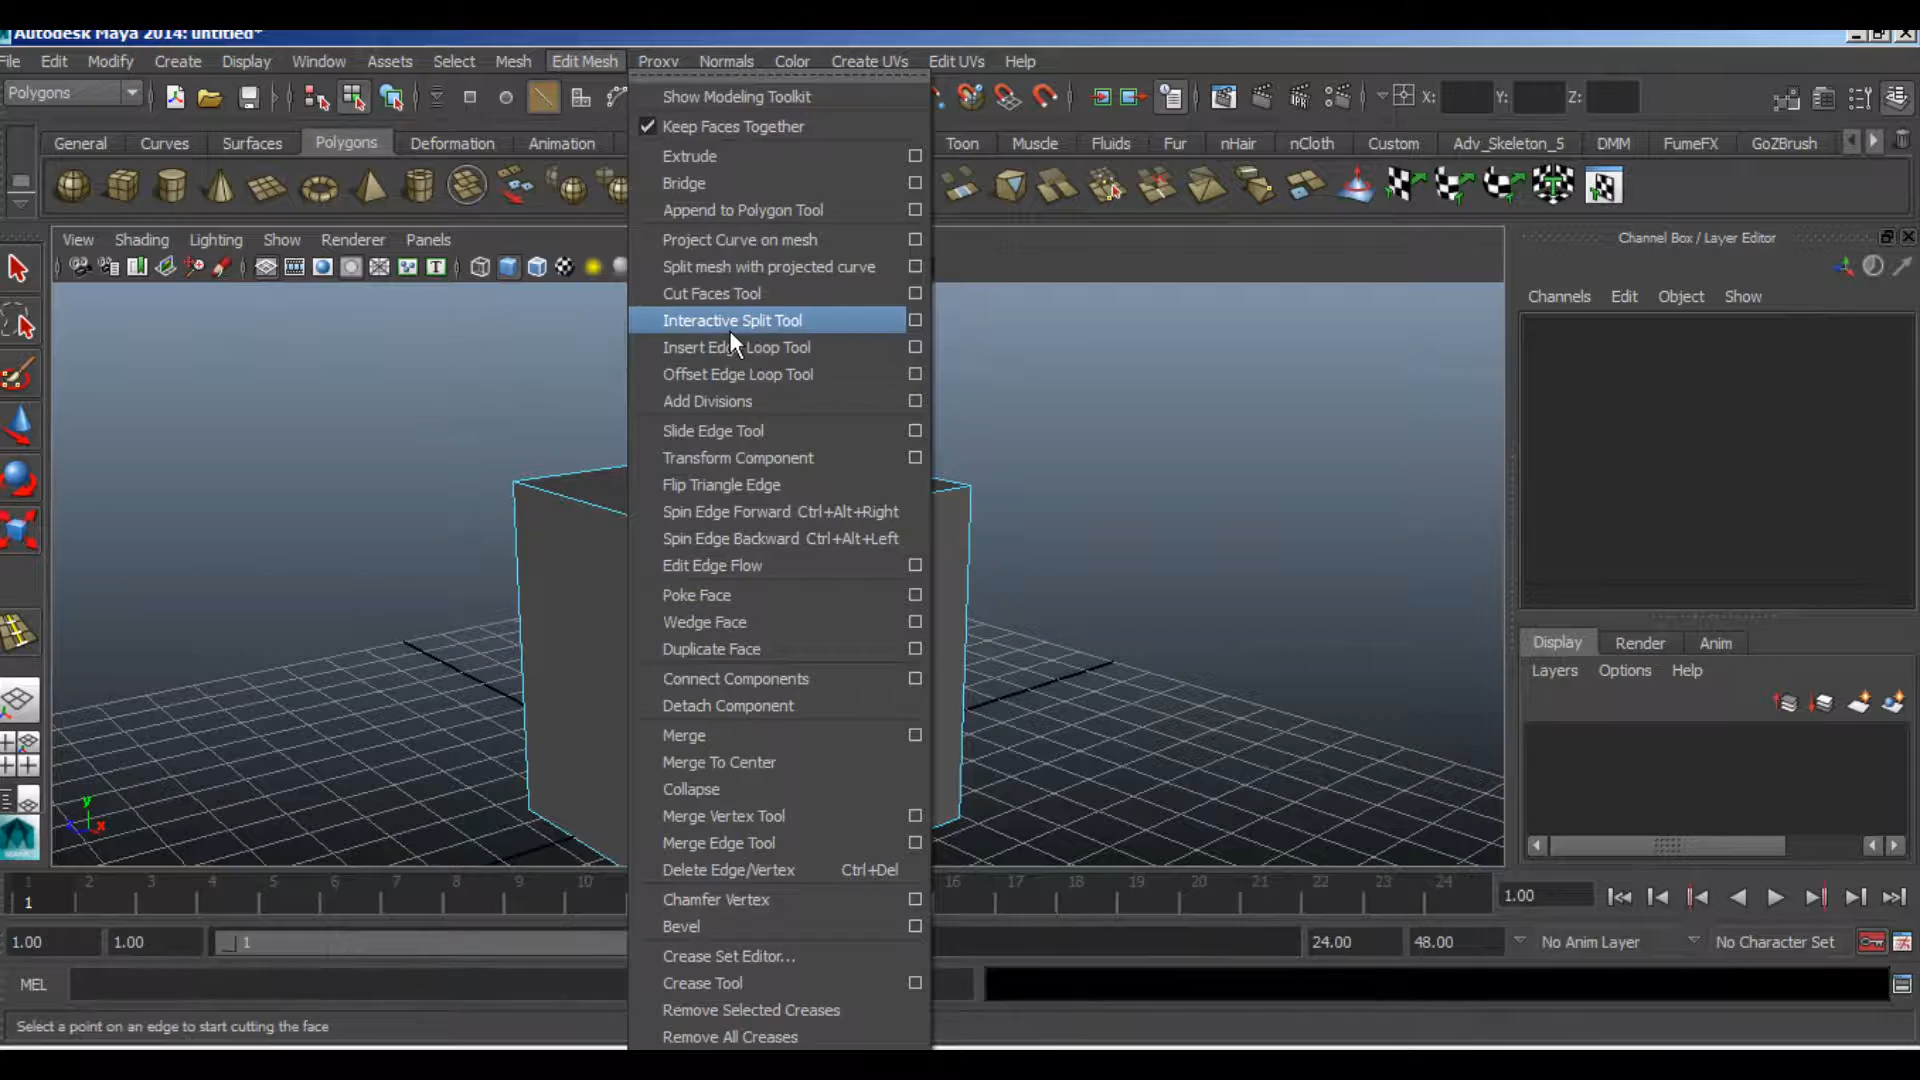 Autodesk Maya 2014: untitled*
File Edit Modify Create Display Window Assets Select Mesh Edit Mesh Proxy Normals Color Create UVs Edit UVs Help
Polygons
X: Y: Z:
General Curves Surfaces Polygons Deformation Animation Toon Muscle Fluids Fur nHair nCloth Custom Adv_Skeleton_5 DMM FumeFX GoZBrush
View Shading Lighting Show Renderer Panels
Show Modeling Toolkit
Keep Faces Together
Extrude
Bridge
Append to Polygon Tool
Project Curve on mesh
Split mesh with projected curve
Cut Faces Tool
Interactive Split Tool
Insert Edge Loop Tool
Offset Edge Loop Tool
Add Divisions
Slide Edge Tool
Transform Component
Flip Triangle Edge
Spin Edge Forward Ctrl+Alt+Right
Spin Edge Backward Ctrl+Alt+Left
Edit Edge Flow
Poke Face
Wedge Face
Duplicate Face
Connect Components
Detach Component
Merge
Merge To Center
Collapse
Merge Vertex Tool
Merge Edge Tool
Delete Edge/Vertex Ctrl+Del
Chamfer Vertex
Bevel
Crease Set Editor...
Crease Tool
Remove Selected Creases
Remove All Creases
Channel Box / Layer Editor
Channels Edit Object Show
Display Render Anim
Layers Options Help
y
x
1 2 3 4 5 6 7 8 9 10 16 17 18 19 20 21 22 23 24
1
1.00
1.00 1.00 1 24.00 48.00 No Anim Layer No Character Set
MEL
Select a point on an edge to start cutting the face